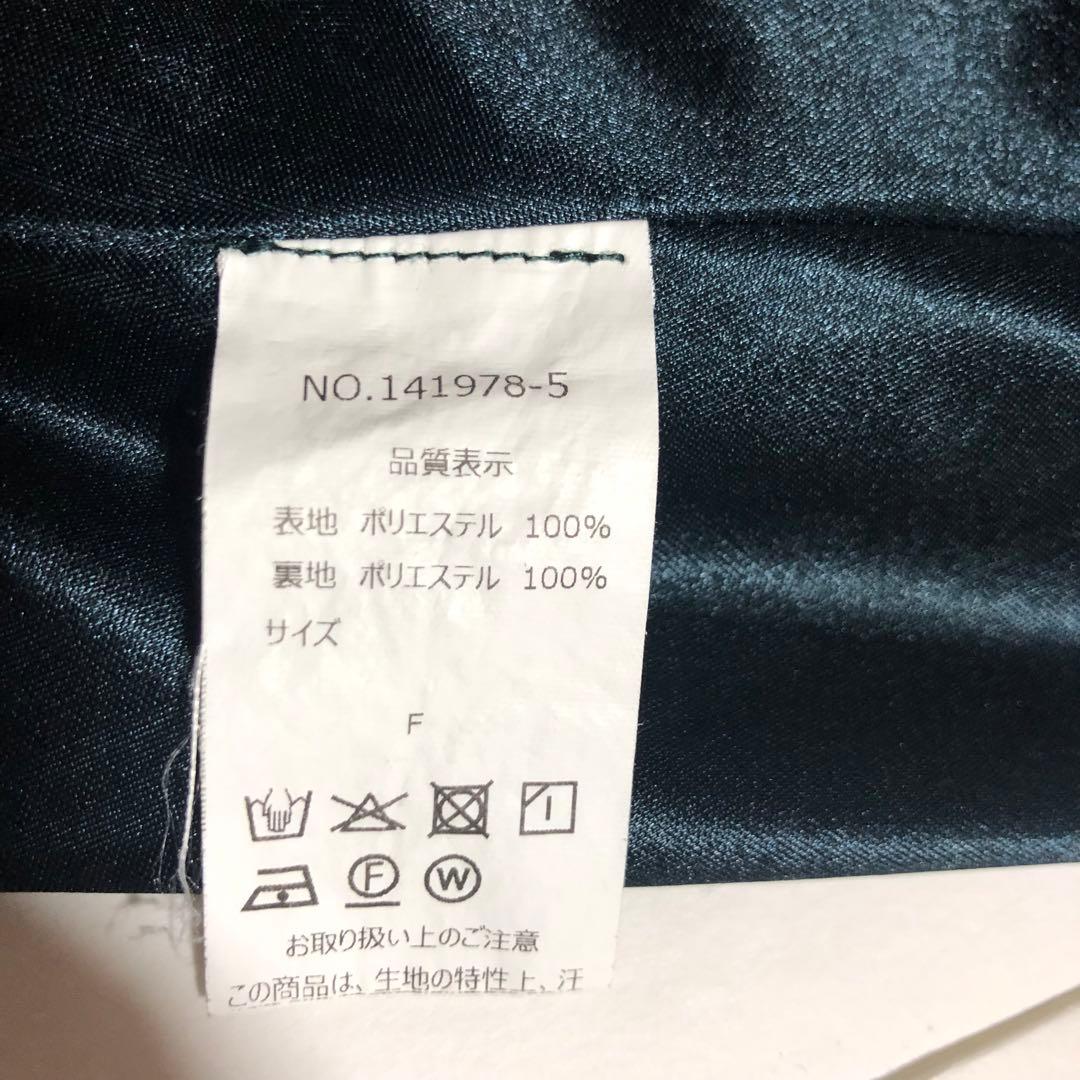 NO.141978-5
品質表示
表地 ポリエステル 100%
裏地 ポリエステル 100%
サイズ
F
F W
お取り扱い上のご注意
この商品は、生地の特性上、汗